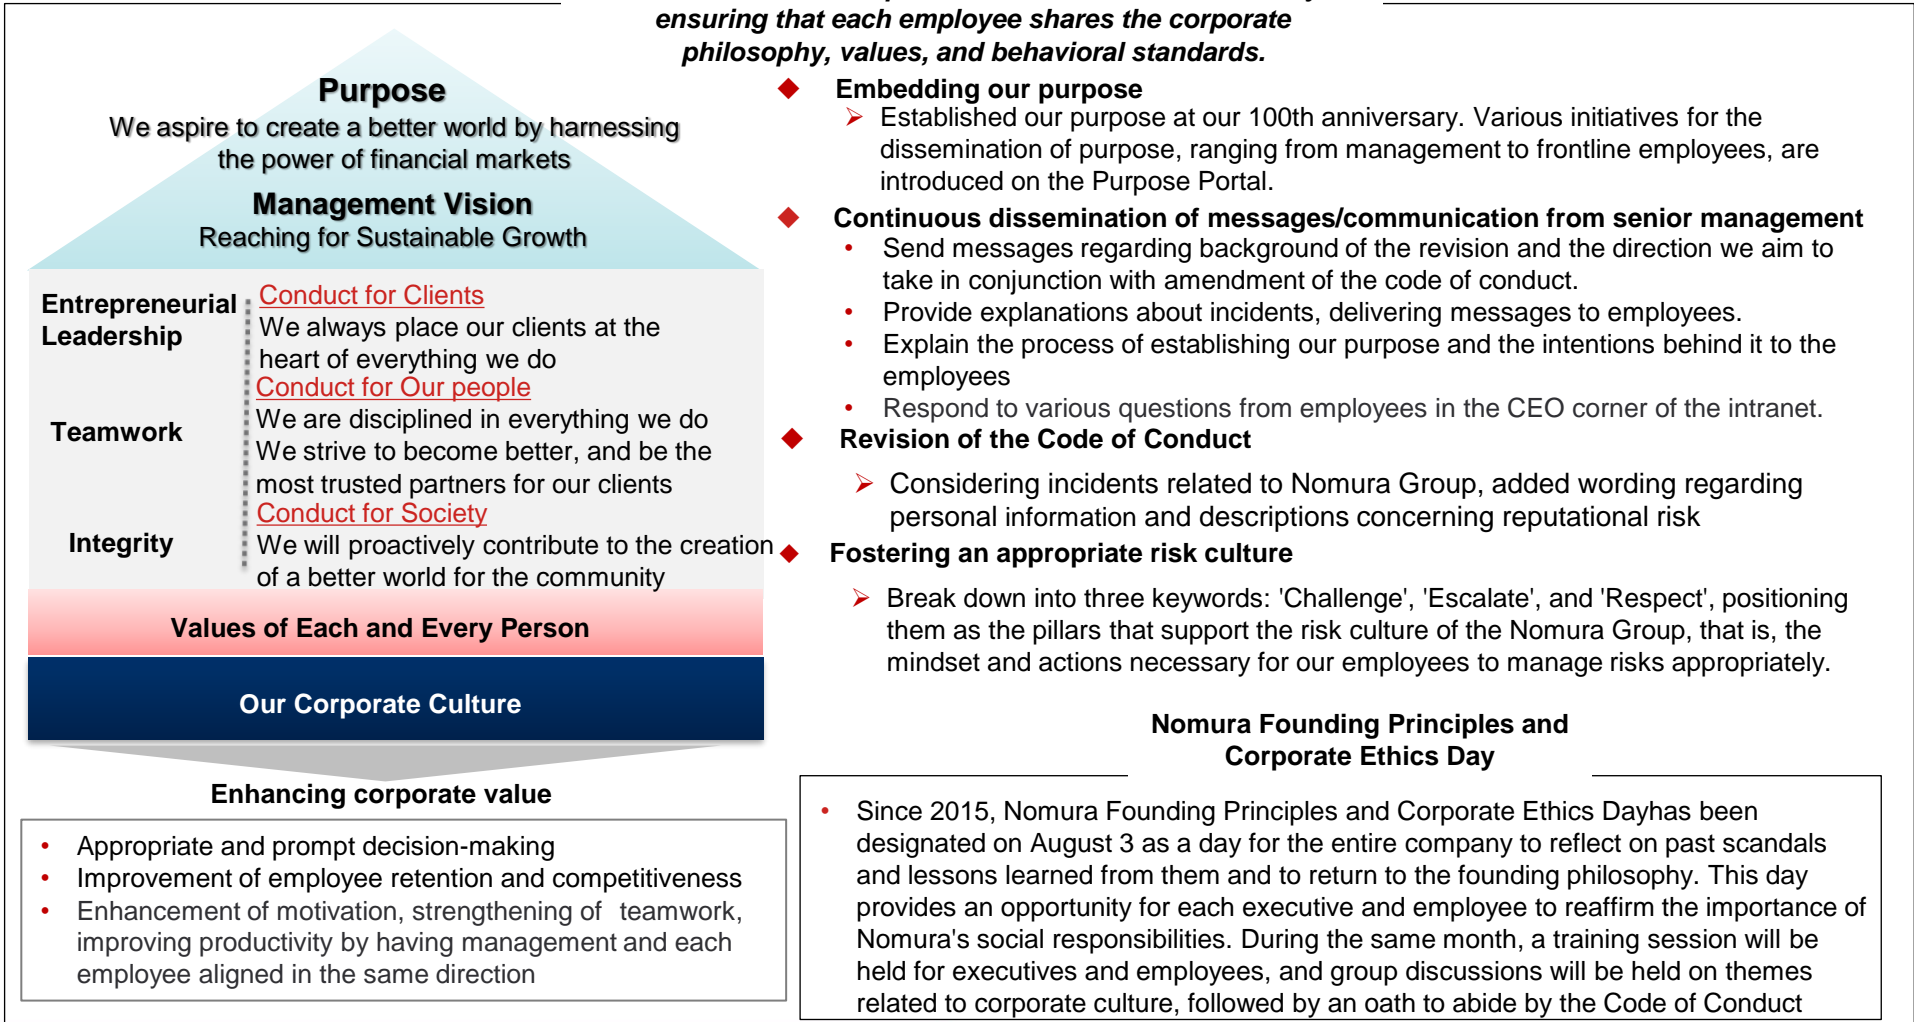 ensuring that each employee shares the corporate
philosophy, values, and behavioral standards.
Purpose
We aspire to create a better world by harnessing
the power of financial markets
Management Vision
Reaching for Sustainable Growth
Entrepreneurial
Leadership
Conduct for Clients
We always place our clients at the
heart of everything we do
Conduct for Our people
Teamwork
We are disciplined in everything we do
We strive to become better, and be the
most trusted partners for our clients
Conduct for Society
Integrity
We will proactively contribute to the creation
of a better world for the community
Values of Each and Every Person
Our Corporate Culture
Enhancing corporate value
• Appropriate and prompt decision-making
• Improvement of employee retention and competitiveness
• Enhancement of motivation, strengthening of teamwork,
improving productivity by having management and each
employee aligned in the same direction
◆ Embedding our purpose
➢ Established our purpose at our 100th anniversary. Various initiatives for the
dissemination of purpose, ranging from management to frontline employees, are
introduced on the Purpose Portal.
◆ Continuous dissemination of messages/communication from senior management
• Send messages regarding background of the revision and the direction we aim to
take in conjunction with amendment of the code of conduct.
• Provide explanations about incidents, delivering messages to employees.
• Explain the process of establishing our purpose and the intentions behind it to the
employees
• Respond to various questions from employees in the CEO corner of the intranet.
◆ Revision of the Code of Conduct
➢ Considering incidents related to Nomura Group, added wording regarding
personal information and descriptions concerning reputational risk
◆ Fostering an appropriate risk culture
➢ Break down into three keywords: 'Challenge', 'Escalate', and 'Respect', positioning
them as the pillars that support the risk culture of the Nomura Group, that is, the
mindset and actions necessary for our employees to manage risks appropriately.
Nomura Founding Principles and
Corporate Ethics Day
• Since 2015, Nomura Founding Principles and Corporate Ethics Dayhas been
designated on August 3 as a day for the entire company to reflect on past scandals
and lessons learned from them and to return to the founding philosophy. This day
provides an opportunity for each executive and employee to reaffirm the importance of
Nomura's social responsibilities. During the same month, a training session will be
held for executives and employees, and group discussions will be held on themes
related to corporate culture, followed by an oath to abide by the Code of Conduct